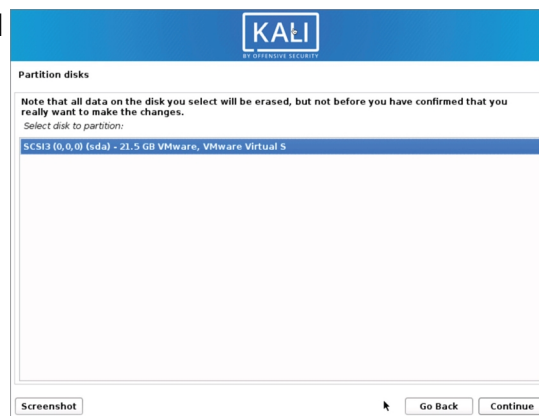 KALI
BY OFFENSIVE SECURITY
Partition disks
Note that all data on the disk you select will be erased, but not before you have confirmed that you
really want to make the changes.
Select disk to partition:
SCSI3 (0,0,0) (sda) - 21.5 GB VMware, VMware Virtual S
Screenshot
Go Back
Continue